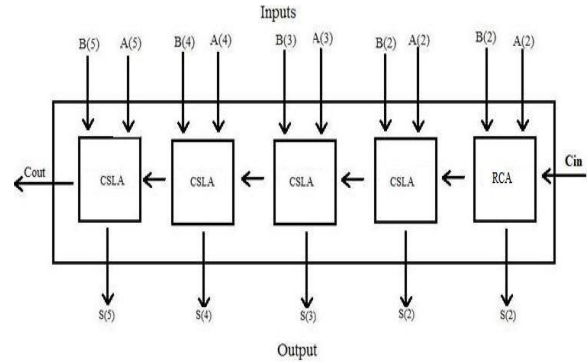 Inputs
B(5) A(5) B(4) A(4) B(3) A(3) B(2) A(2) B(2) A(2)
Cin
Cout CSLA CSLA CSLA CSLA RCA
S(5) S(4) S(3) S(2) S(2)
Output